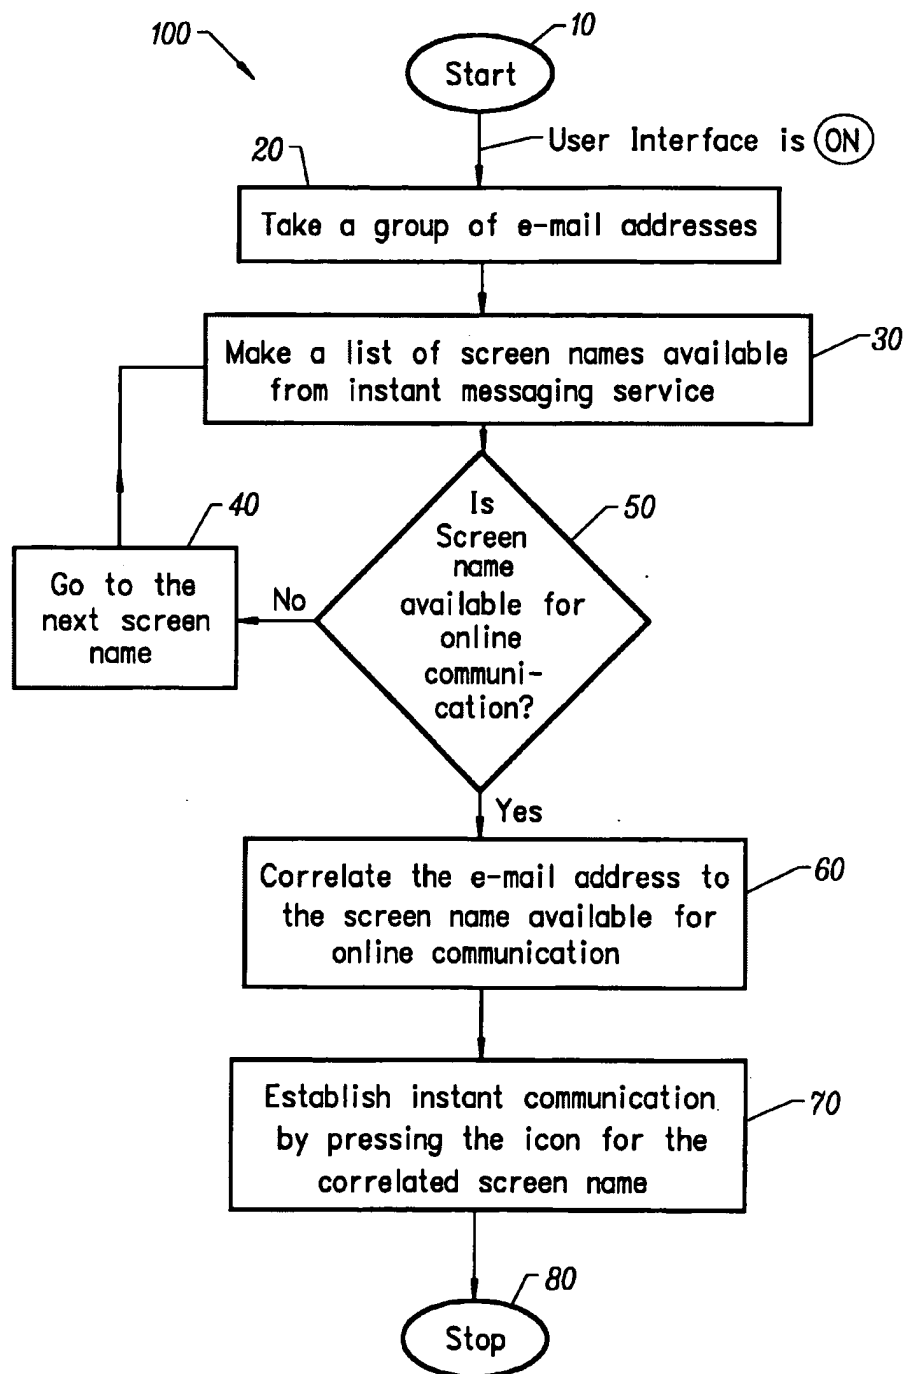 100
10
Start
User Interface is ON
20
Take a group of e-mail addresses
Make a list of screen names available
from instant messaging service
30
40
Go to the
next screen
name
No
Is
Screen
name
available for
online
communi-
cation?
50
Yes
Correlate the e-mail address to
the screen name available for
online communication
60
Establish instant communication
by pressing the icon for the
correlated screen name
70
80
Stop